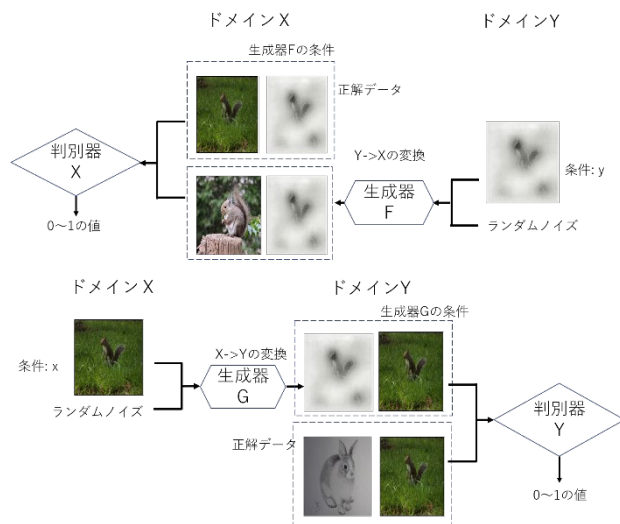 ドメインX
ドメインY
生成器Fの条件
正解データ
判別器
X
0～1の値
Y->Xの変換
生成器
F
条件: y
ランダムノイズ
ドメインX
ドメインY
生成器Gの条件
条件: x
ランダムノイズ
X->Yの変換
生成器
G
正解データ
判別器
Y
0～1の値